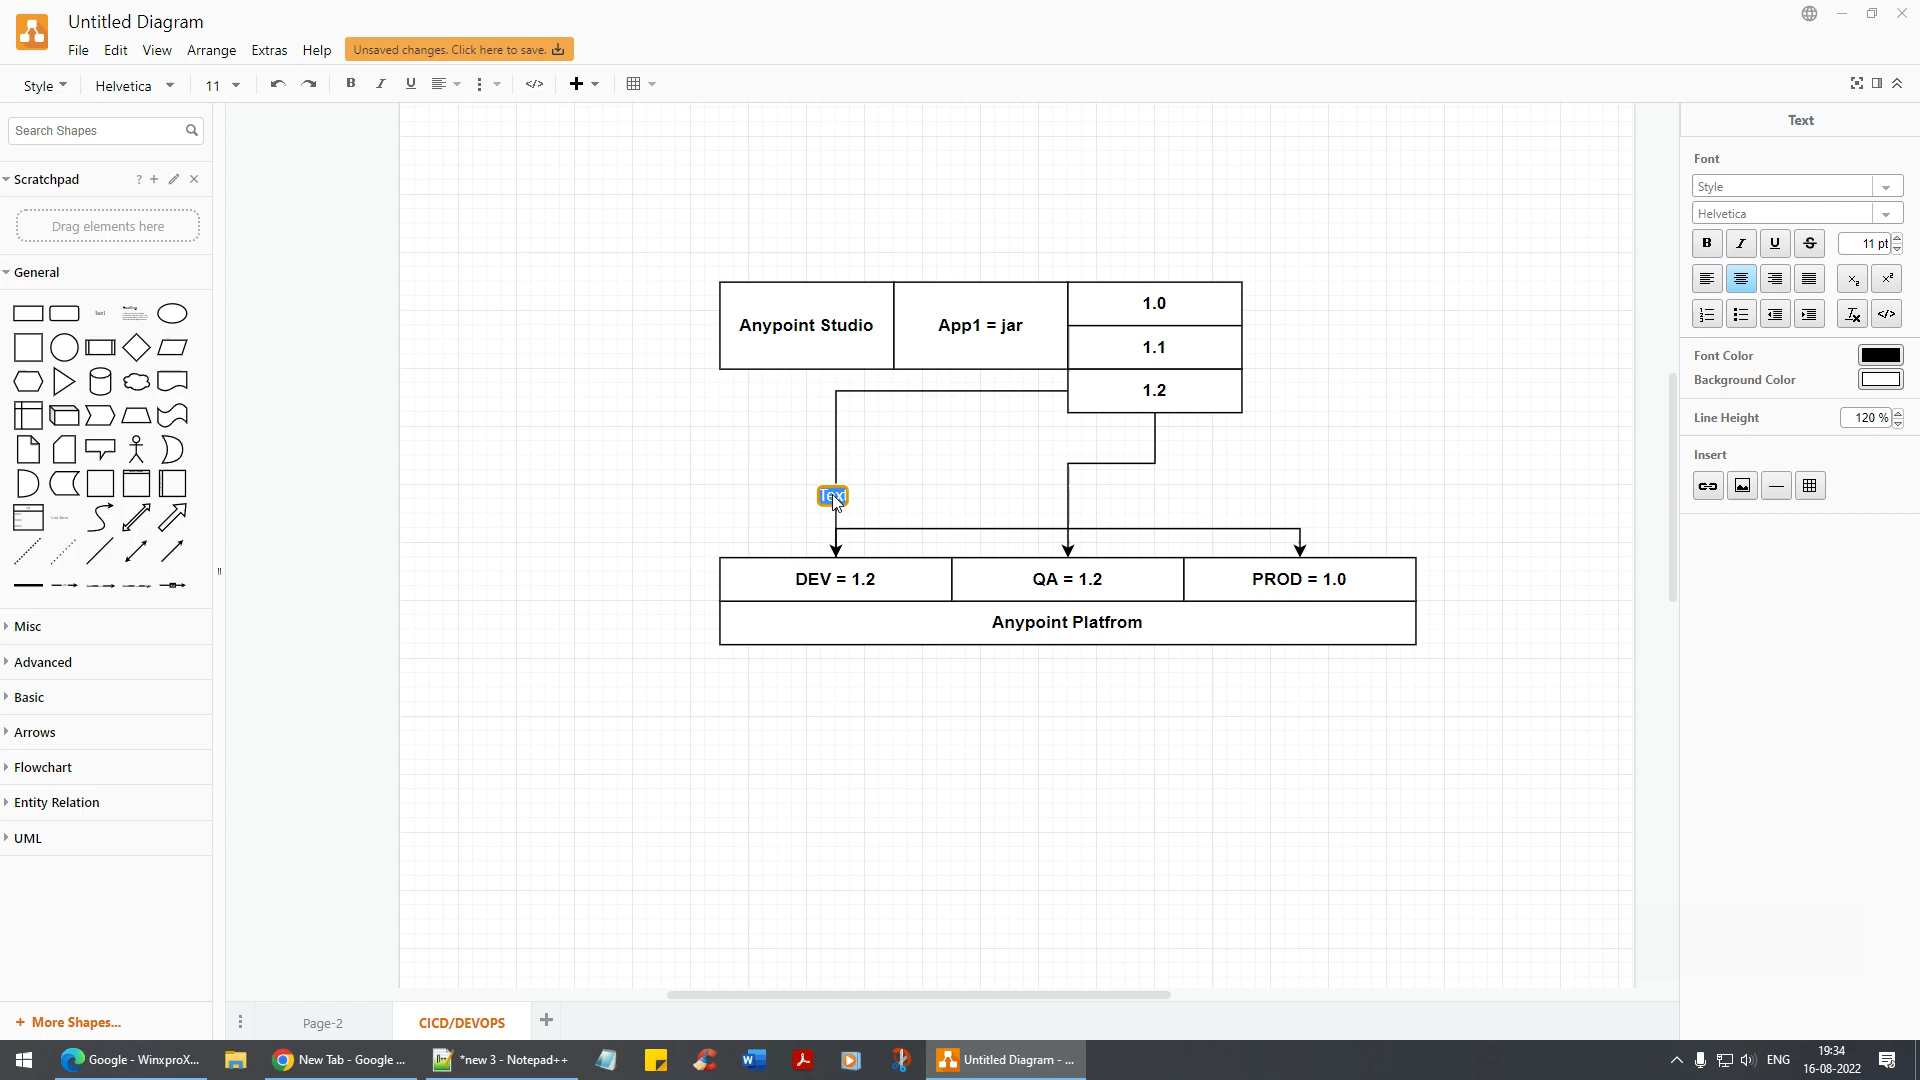 Untitled Diagram
File Edit View Arrange Extras Help Unsaved changes. Click here to save.
Style Helvetica 11 B I U </>
Search Shapes
Scratchpad ? + ×
Drag elements here
General
Text
Heading
Misc
Advanced
Basic
Arrows
Flowchart
Entity Relation
UML
+ More Shapes...
Anypoint Studio
App1 = jar
1.0
1.1
1.2
Text
DEV = 1.2
QA = 1.2
PROD = 1.0
Anypoint Platfrom
Page-2
CICD/DEVOPS
+
Text
Font
Style
Helvetica
B I U S 11 pt
Font Color
Background Color
Line Height 120 %
Insert
Google - WinxproX...
New Tab - Google ...
*new 3 - Notepad++
Untitled Diagram - ...
ENG
19:34
16-08-2022